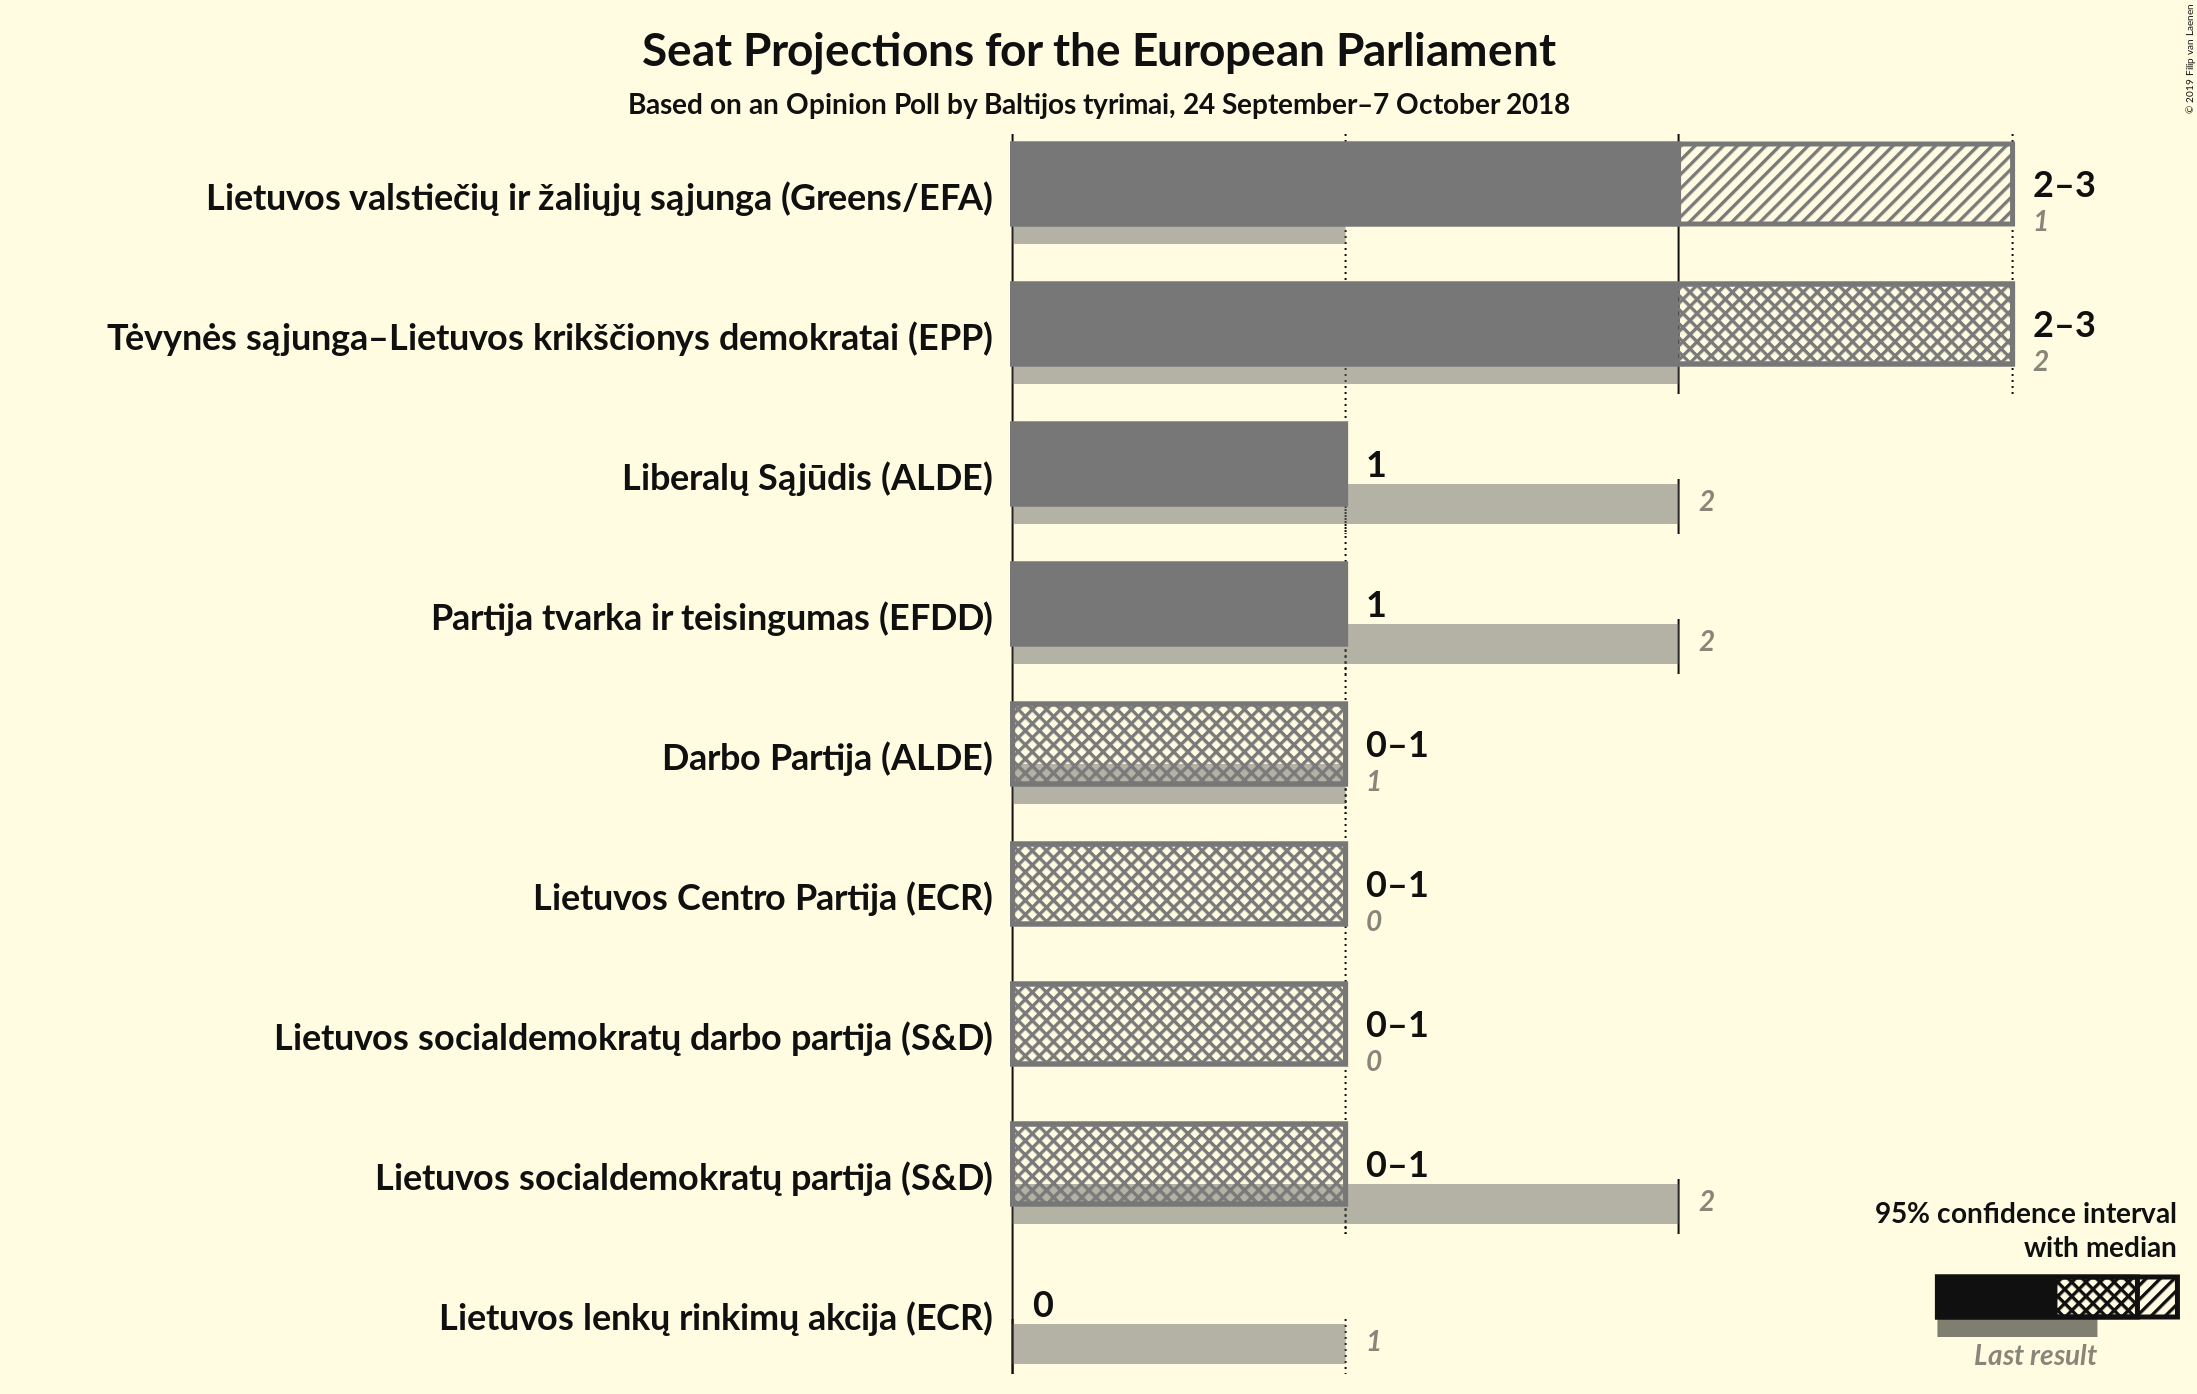 Seat Projections for the European Parliament
Based on an Opinion Poll by Baltijos tyrimai, 24 September–7 October 2018
© 2019 Filip van Laenen
Lietuvos valstiečių ir žaliųjų sąjunga (Greens/EFA)
2–3
1
Tėvynės sąjunga–Lietuvos krikščionys demokratai (EPP)
2–3
2
Liberalų Sąjūdis (ALDE)
1
2
Partija tvarka ir teisingumas (EFDD)
1
2
Darbo Partija (ALDE)
0–1
1
Lietuvos Centro Partija (ECR)
0–1
0
Lietuvos socialdemokratų darbo partija (S&D)
0–1
0
Lietuvos socialdemokratų partija (S&D)
0–1
2
Lietuvos lenkų rinkimų akcija (ECR)
0
1
95% confidence interval
with median
Last result